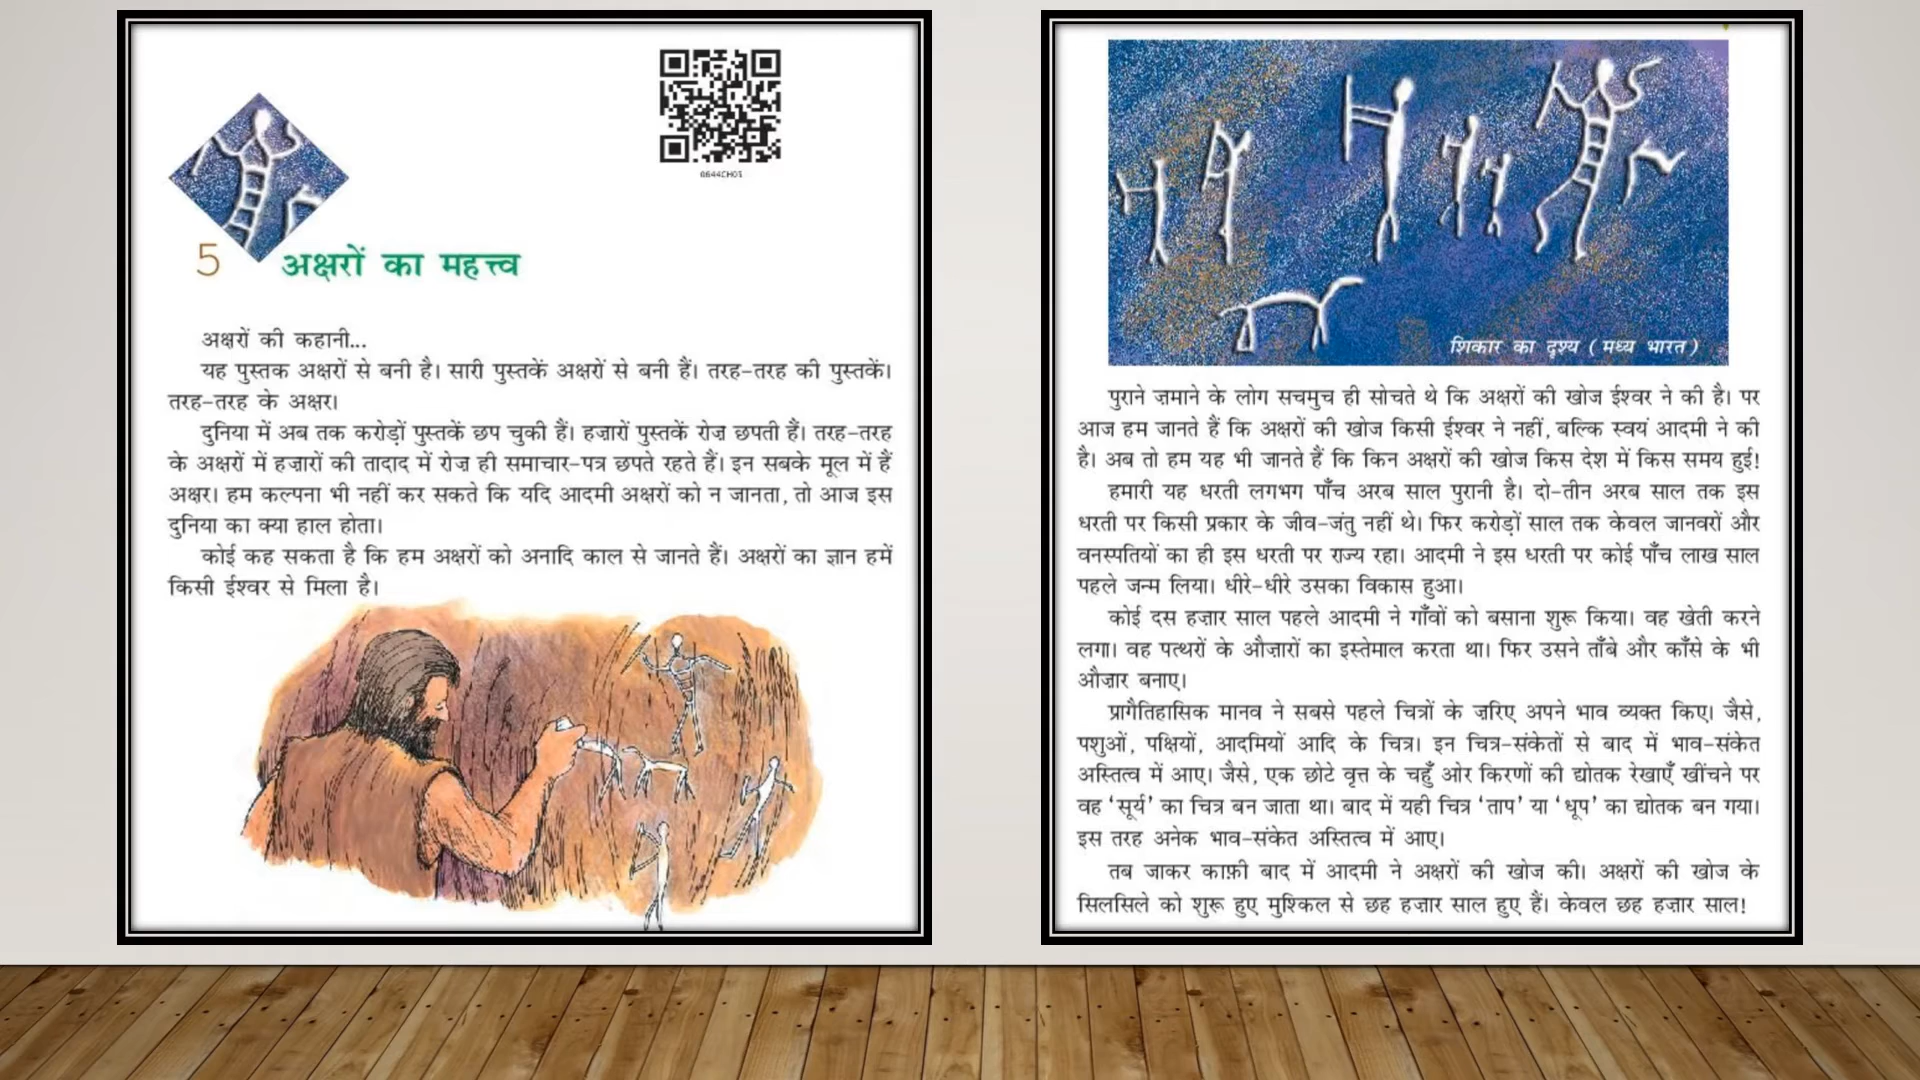 0644CH05
5 अक्षरों का महत्त्व
अक्षरों की कहानी...
यह पुस्तक अक्षरों से बनी है। सारी पुस्तकें अक्षरों से बनी हैं। तरह-तरह की पुस्तकें।
तरह-तरह के अक्षर।
दुनिया में अब तक करोड़ों पुस्तकें छप चुकी हैं। हज़ारों पुस्तकें रोज़ छपती हैं। तरह-तरह
के अक्षरों में हज़ारों की तादाद में रोज़ ही समाचार-पत्र छपते रहते हैं। इन सबके मूल में हैं
अक्षर। हम कल्पना भी नहीं कर सकते कि यदि आदमी अक्षरों को न जानता, तो आज इस
दुनिया का क्या हाल होता।
कोई कह सकता है कि हम अक्षरों को अनादि काल से जानते हैं। अक्षरों का ज्ञान हमें
किसी ईश्वर से मिला है।
शिकार का दृश्य (मध्य भारत)
पुराने ज़माने के लोग सचमुच ही सोचते थे कि अक्षरों की खोज ईश्वर ने की है। पर
आज हम जानते हैं कि अक्षरों की खोज किसी ईश्वर ने नहीं, बल्कि स्वयं आदमी ने की
है। अब तो हम यह भी जानते हैं कि किन अक्षरों की खोज किस देश में किस समय हुई!
हमारी यह धरती लगभग पाँच अरब साल पुरानी है। दो-तीन अरब साल तक इस
धरती पर किसी प्रकार के जीव-जंतु नहीं थे। फिर करोड़ों साल तक केवल जानवरों और
वनस्पतियों का ही इस धरती पर राज्य रहा। आदमी ने इस धरती पर कोई पाँच लाख साल
पहले जन्म लिया। धीरे-धीरे उसका विकास हुआ।
कोई दस हज़ार साल पहले आदमी ने गाँवों को बसाना शुरू किया। वह खेती करने
लगा। वह पत्थरों के औज़ारों का इस्तेमाल करता था। फिर उसने ताँबे और काँसे के भी
औज़ार बनाए।
प्रागैतिहासिक मानव ने सबसे पहले चित्रों के ज़रिए अपने भाव व्यक्त किए। जैसे,
पशुओं, पक्षियों, आदमियों आदि के चित्र। इन चित्र-संकेतों से बाद में भाव-संकेत
अस्तित्व में आए। जैसे, एक छोटे वृत्त के चहुँ ओर किरणों की द्योतक रेखाएँ खींचने पर
वह ‘सूर्य’ का चित्र बन जाता था। बाद में यही चित्र ‘ताप’ या ‘धूप’ का द्योतक बन गया।
इस तरह अनेक भाव-संकेत अस्तित्व में आए।
तब जाकर काफ़ी बाद में आदमी ने अक्षरों की खोज की। अक्षरों की खोज के
सिलसिले को शुरू हुए मुश्किल से छह हज़ार साल हुए हैं। केवल छह हज़ार साल!